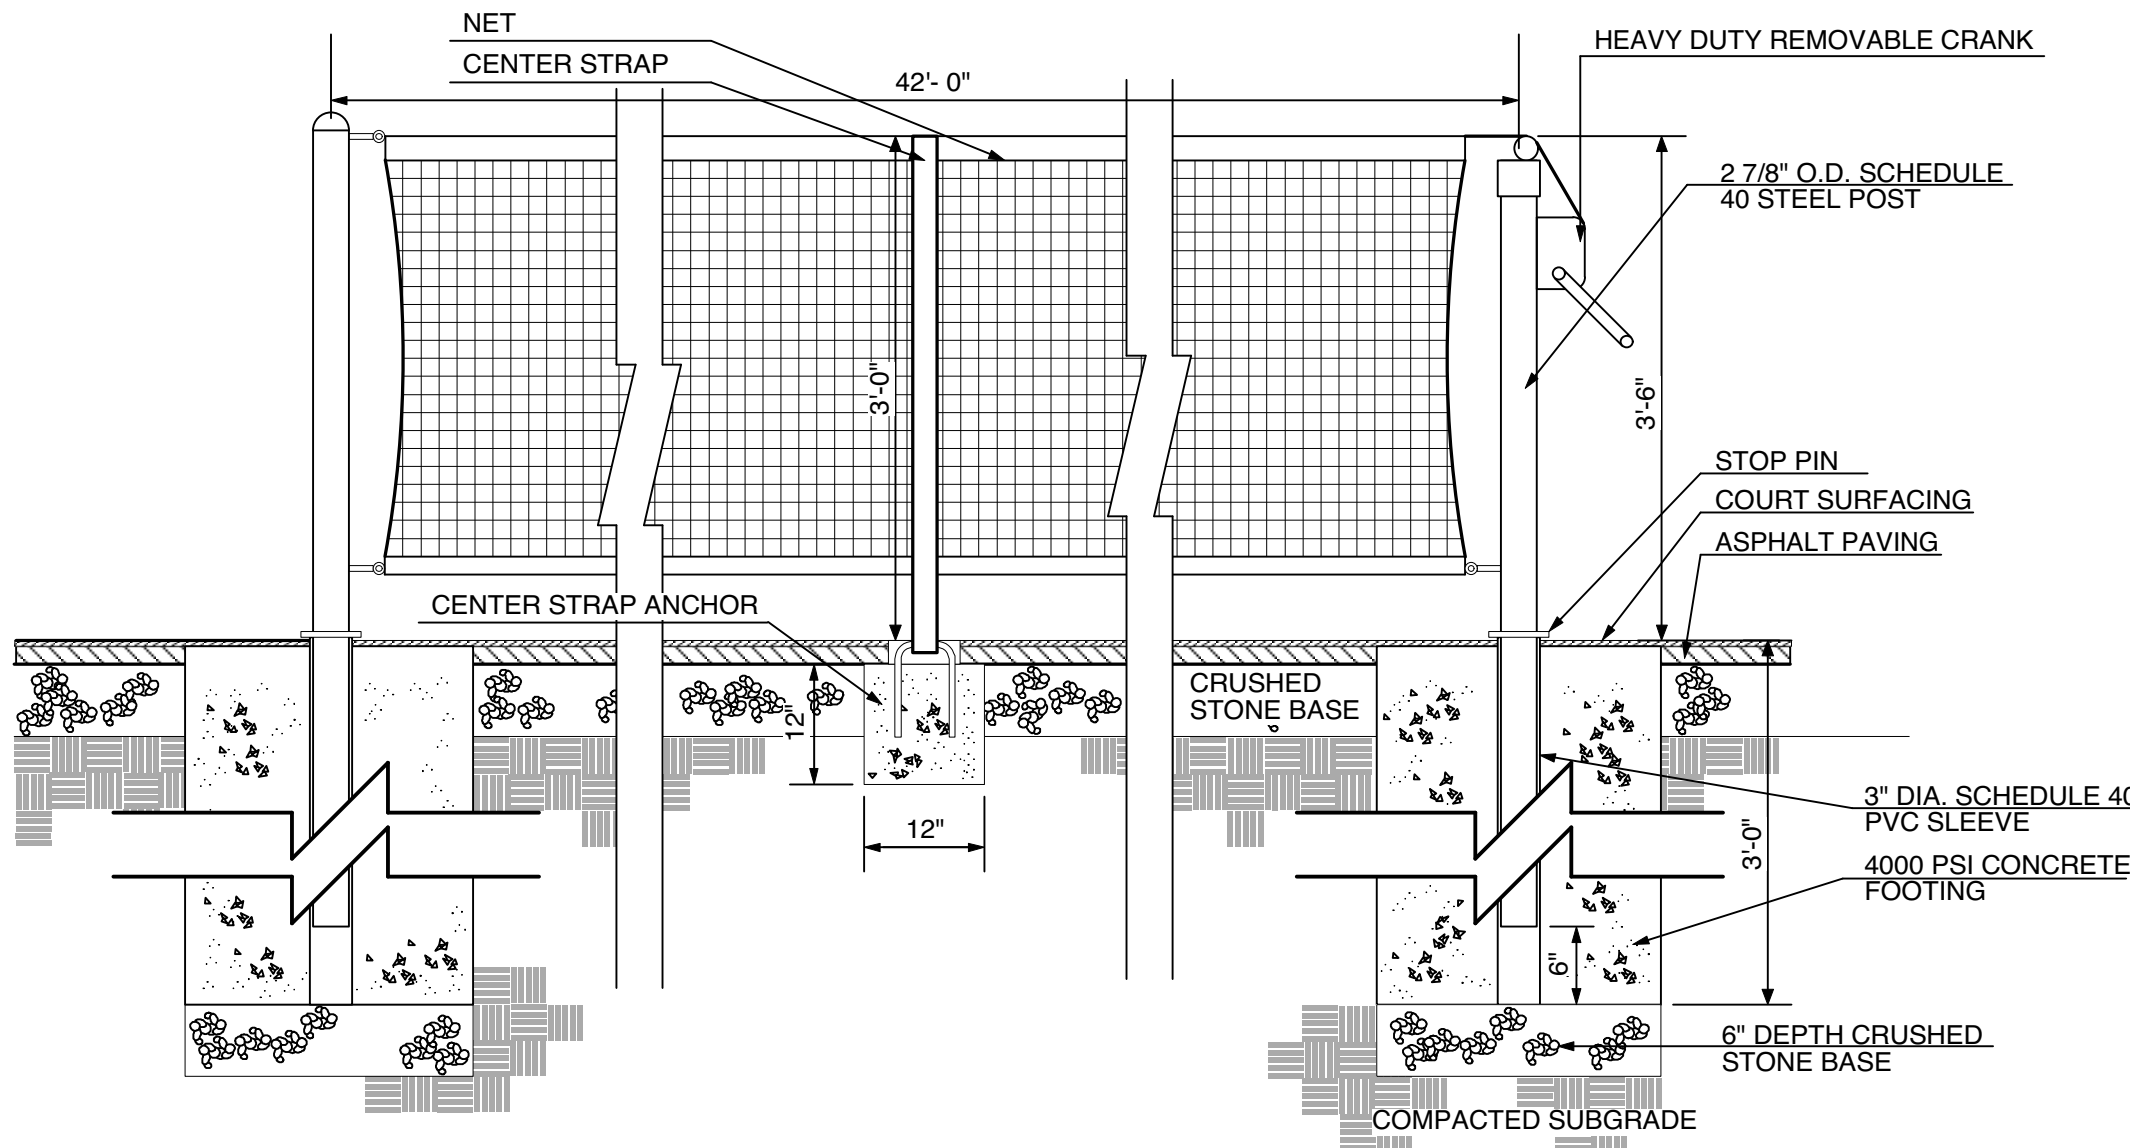 NET
CENTER STRAP
42'- 0"
HEAVY DUTY REMOVABLE CRANK
2 7/8" O.D. SCHEDULE
40 STEEL POST
3'-0"
3'-6"
STOP PIN
COURT SURFACING
ASPHALT PAVING
CENTER STRAP ANCHOR
CRUSHED
STONE BASE
12"
12"
3" DIA. SCHEDULE 40
PVC SLEEVE
3'-0"
4000 PSI CONCRETE
FOOTING
6"
6" DEPTH CRUSHED
STONE BASE
COMPACTED SUBGRADE